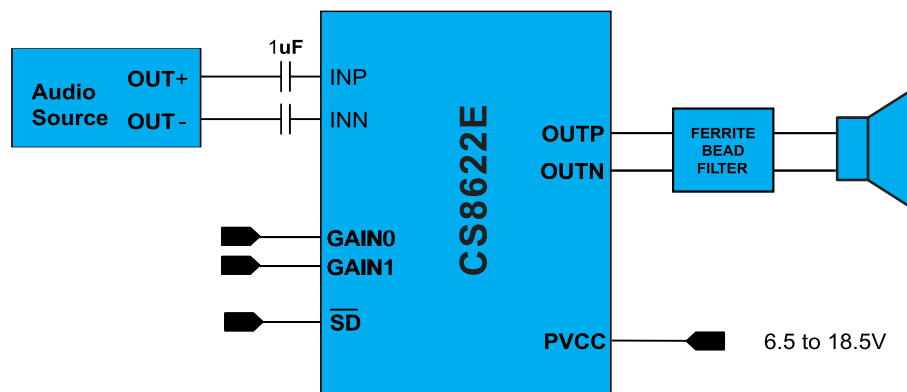 1uF
Audio
Source
OUT+
OUT-
INP
INN
CS8622E
OUTP
OUTN
FERRITE
BEAD
FILTER
GAIN0
GAIN1
SD
PVCC
6.5 to 18.5V